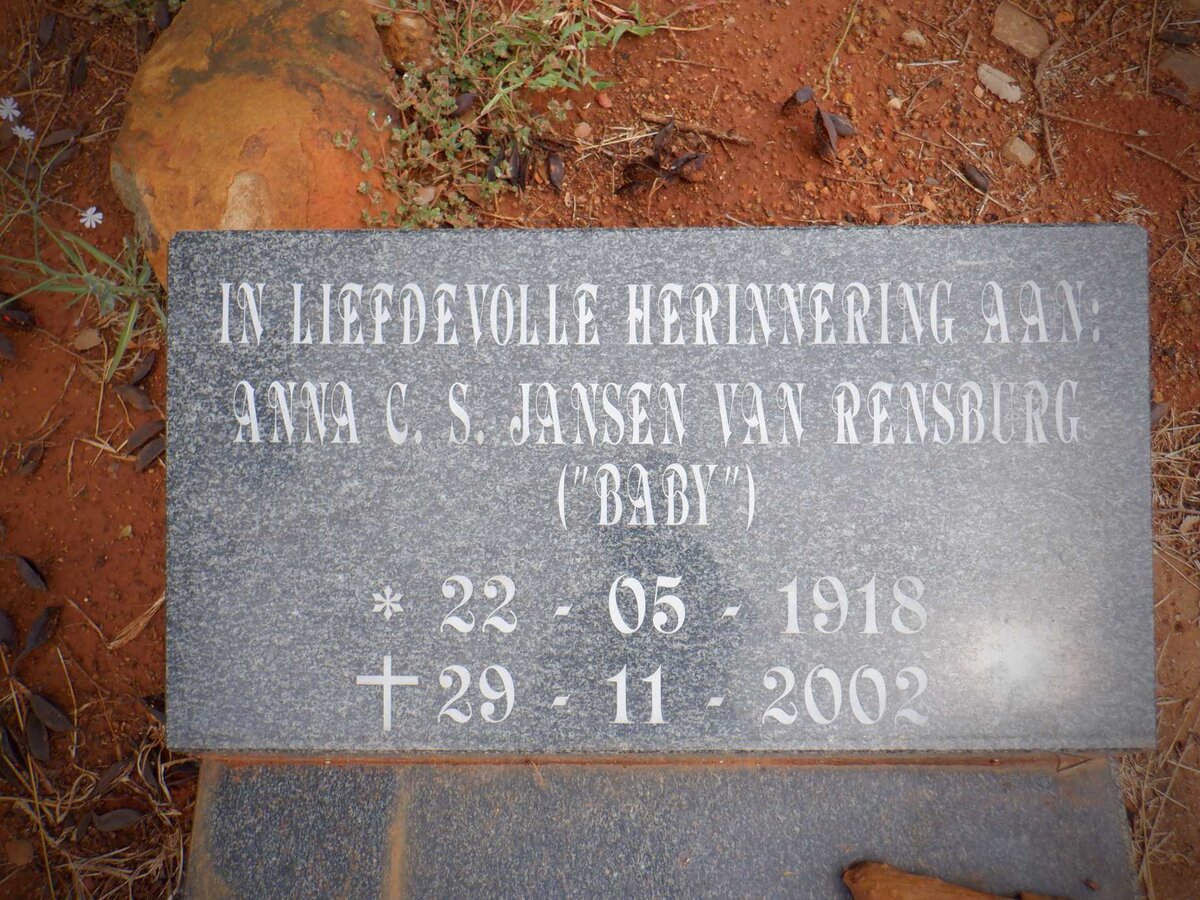 IN LIEFDEVOLLE HERINNERING AAN:
ANNA C. S. JANSEN VAN RENSBURG
("BABY")
* 22 - 05 - 1918
✝ 29 - 11 - 2002